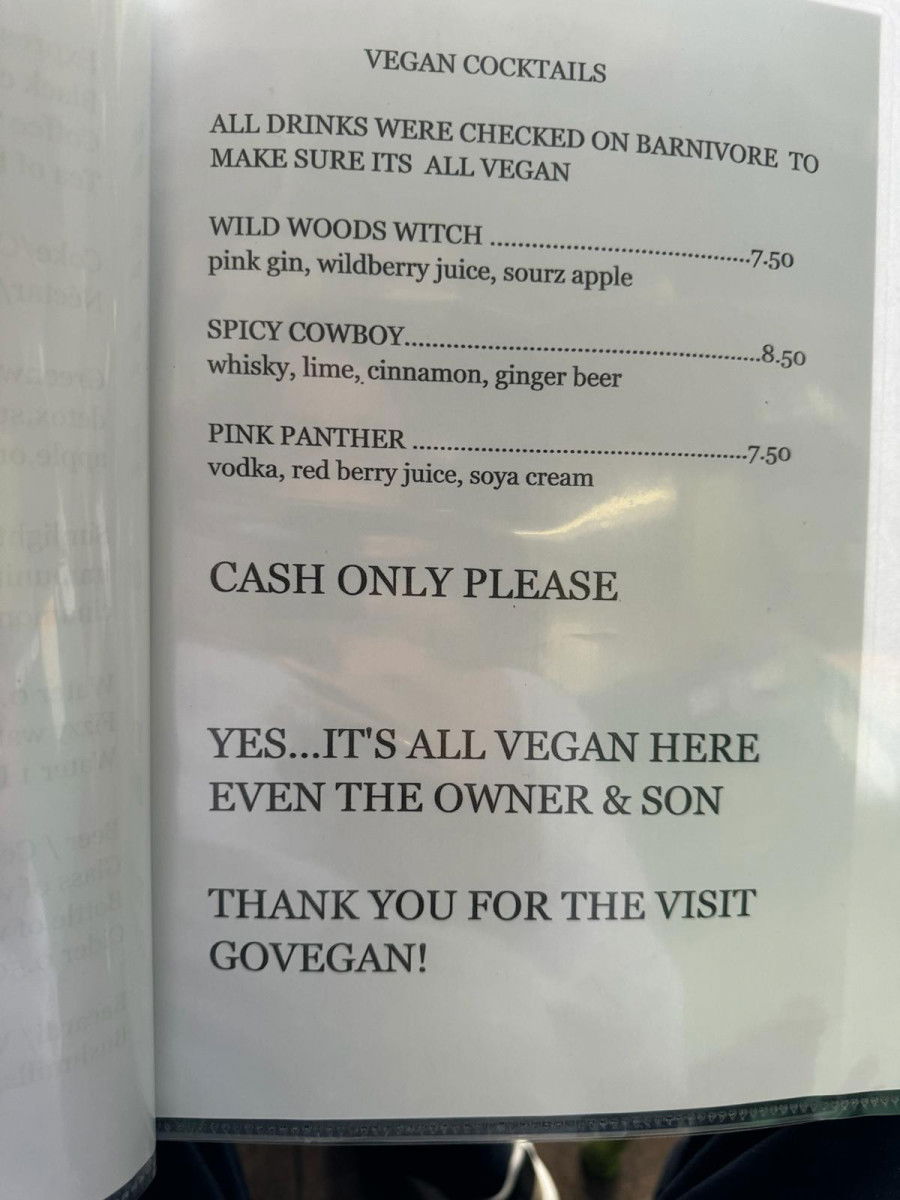 VEGAN COCKTAILS
ALL DRINKS WERE CHECKED ON BARNIVORE TO
MAKE SURE ITS ALL VEGAN
WILD WOODS WITCH ..........................................7.50
pink gin, wildberry juice, sourz apple
SPICY COWBOY..........................................................8.50
whisky, lime,. cinnamon, ginger beer
PINK PANTHER ......................................................7.50
vodka, red berry juice, soya cream
CASH ONLY PLEASE
YES...IT'S ALL VEGAN HERE
EVEN THE OWNER & SON
THANK YOU FOR THE VISIT
GOVEGAN!